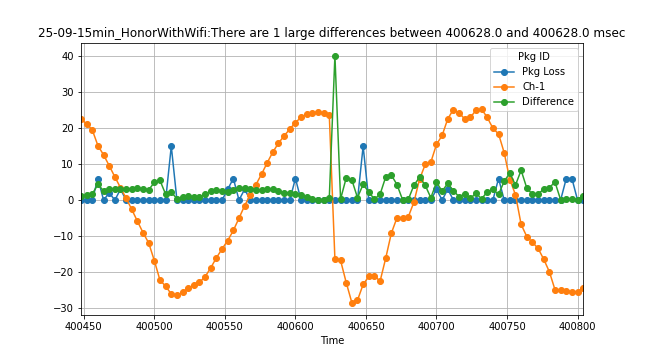 25-09-15min_HonorWithWifi:There are 1 large differences between 400628.0 and 400628.0 msec
Pkg ID
Pkg Loss
Ch-1
Difference
40
30
20
10
0
−10
−20
−30
400450 400500 400550 400600 400650 400700 400750 400800
Time